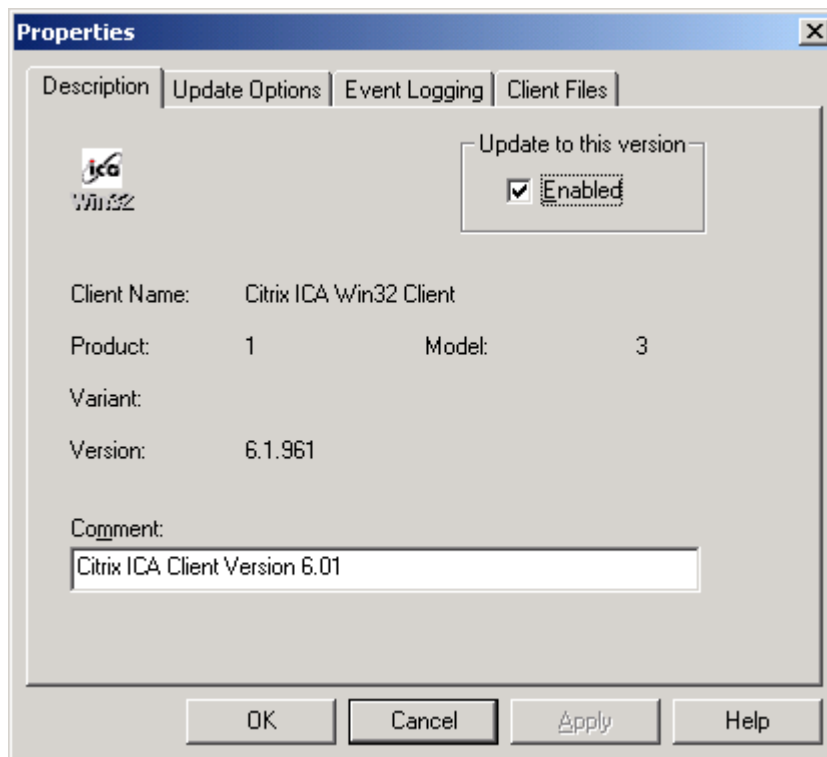 Properties
Description Update Options Event Logging Client Files
Update to this version
ica
Win32
Enabled
Client Name: Citrix ICA Win32 Client
Product: 1 Model: 3
Variant:
Version: 6.1.961
Comment:
Citrix ICA Client Version 6.01
OK Cancel Apply Help